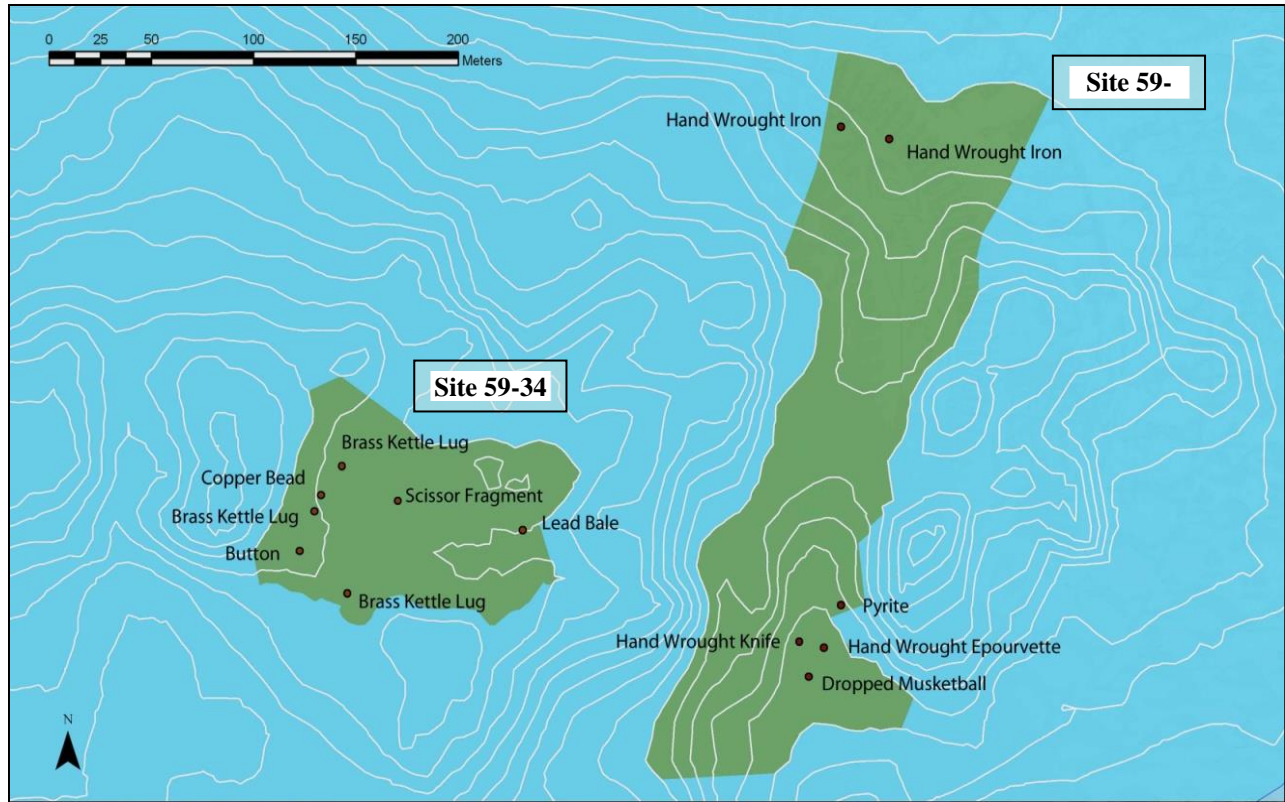 0 25 50 100 150 200
Meters
Site 59-
Hand Wrought Iron
Hand Wrought Iron
Site 59-34
Brass Kettle Lug
Copper Bead
Scissor Fragment
Brass Kettle Lug
Lead Bale
Button
Brass Kettle Lug
Pyrite
Hand Wrought Knife
Hand Wrought Epourvette
Dropped Musketball
N